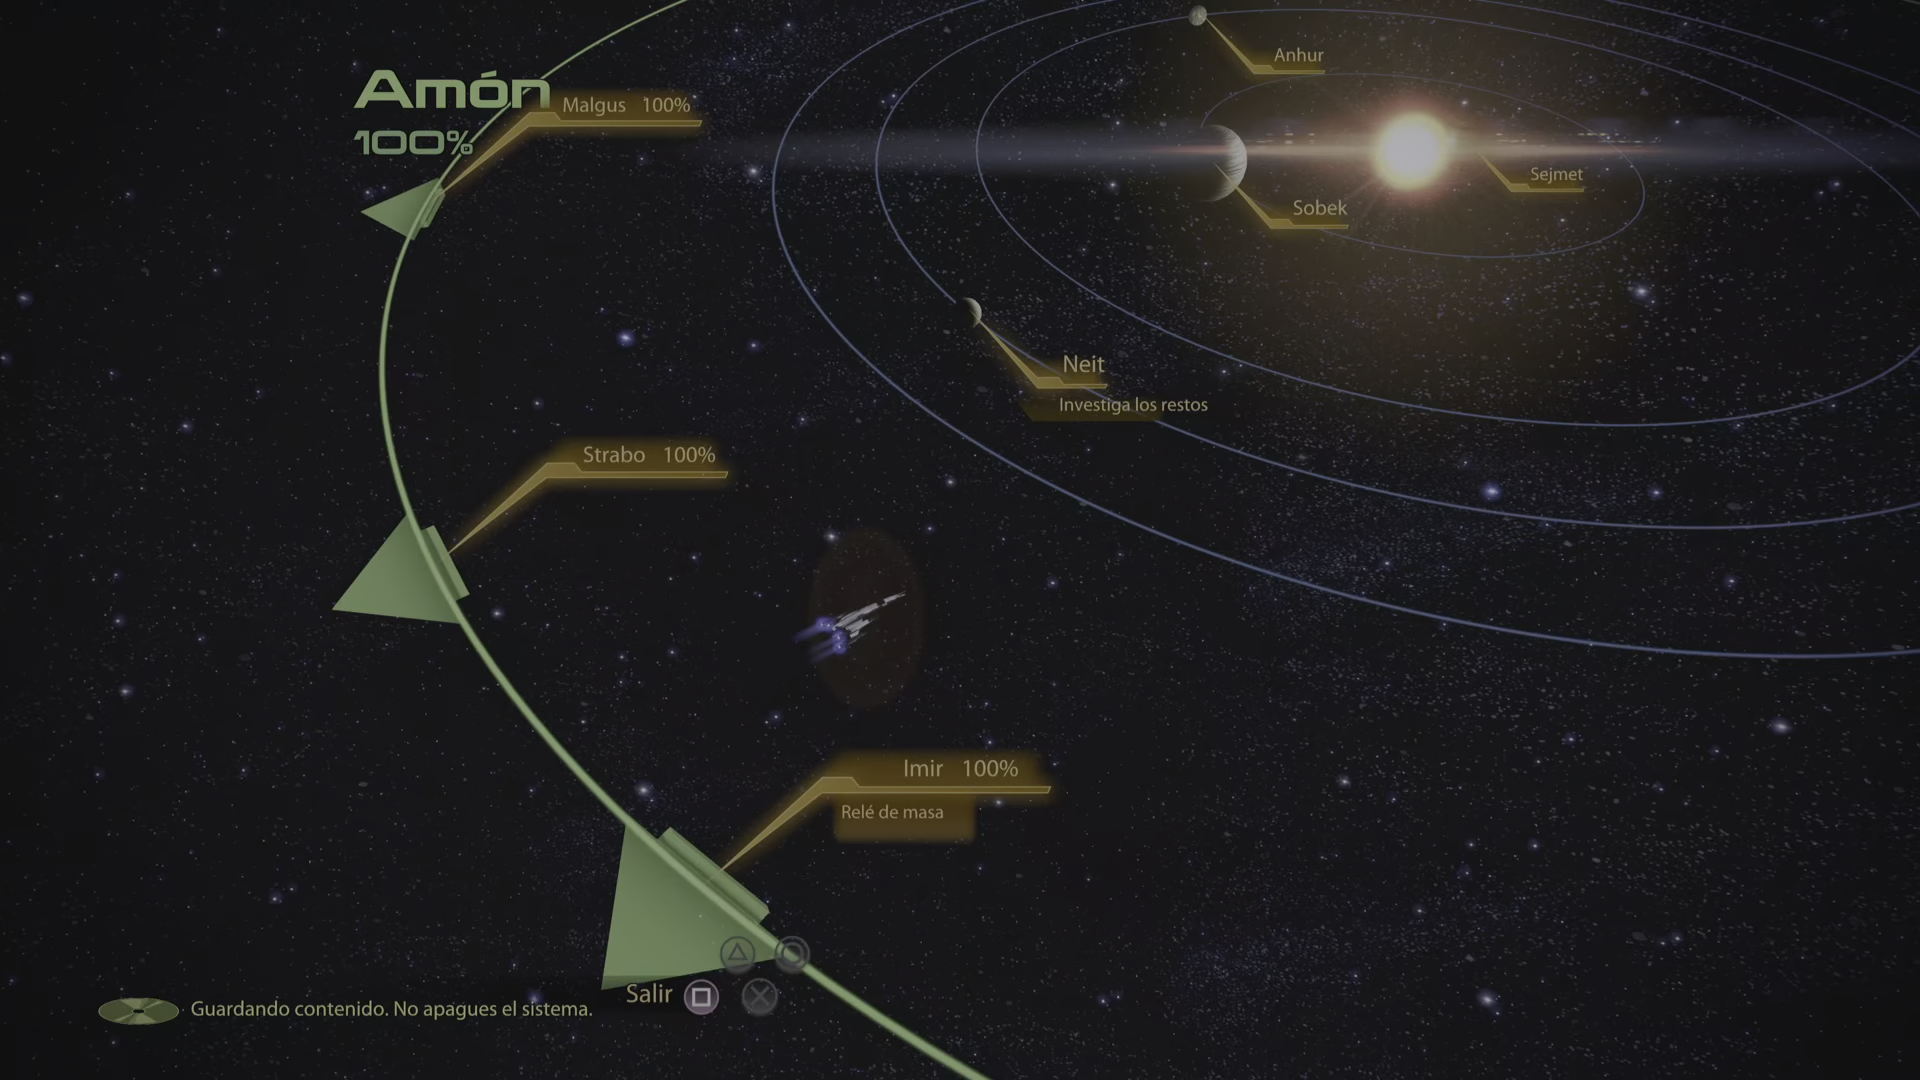 Anhur
Amón
Malgus 100%
100%
Sejmet
Sobek
Neit
Investiga los restos
Strabo 100%
Imir 100%
Relé de masa
Salir
Guardando contenido. No apagues el sistema.